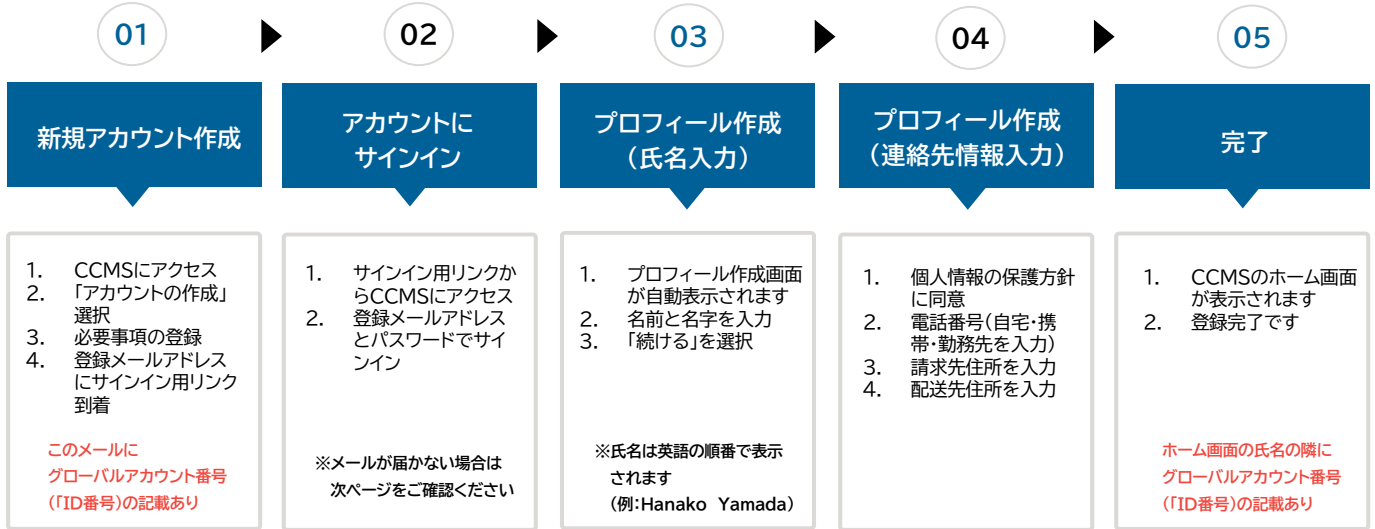 01
02
03
04
05
新規アカウント作成
アカウントに
サインイン
プロフィール作成
（氏名入力）
プロフィール作成
（連絡先情報入力）
完了
1. CCMSにアクセス
2. 「アカウントの作成」
選択
3. 必要事項の登録
4. 登録メールアドレス
にサインイン用リンク
到着
このメールに
グローバルアカウント番号
（「ID番号）の記載あり
1. サインイン用リンクか
らCCMSにアクセス
2. 登録メールアドレス
とパスワードでサイ
ンイン
※メールが届かない場合は
次ページをご確認ください
1. プロフィール作成画面
が自動表示されます
2. 名前と名字を入力
3. 「続ける」を選択
※氏名は英語の順番で表示
されます
（例：Hanako Yamada）
1. 個人情報の保護方針
に同意
2. 電話番号（自宅・携
帯・勤務先を入力）
3. 請求先住所を入力
4. 配送先住所を入力
1. CCMSのホーム画面
が表示されます
2. 登録完了です
ホーム画面の氏名の隣に
グローバルアカウント番号
（「ID番号）の記載あり